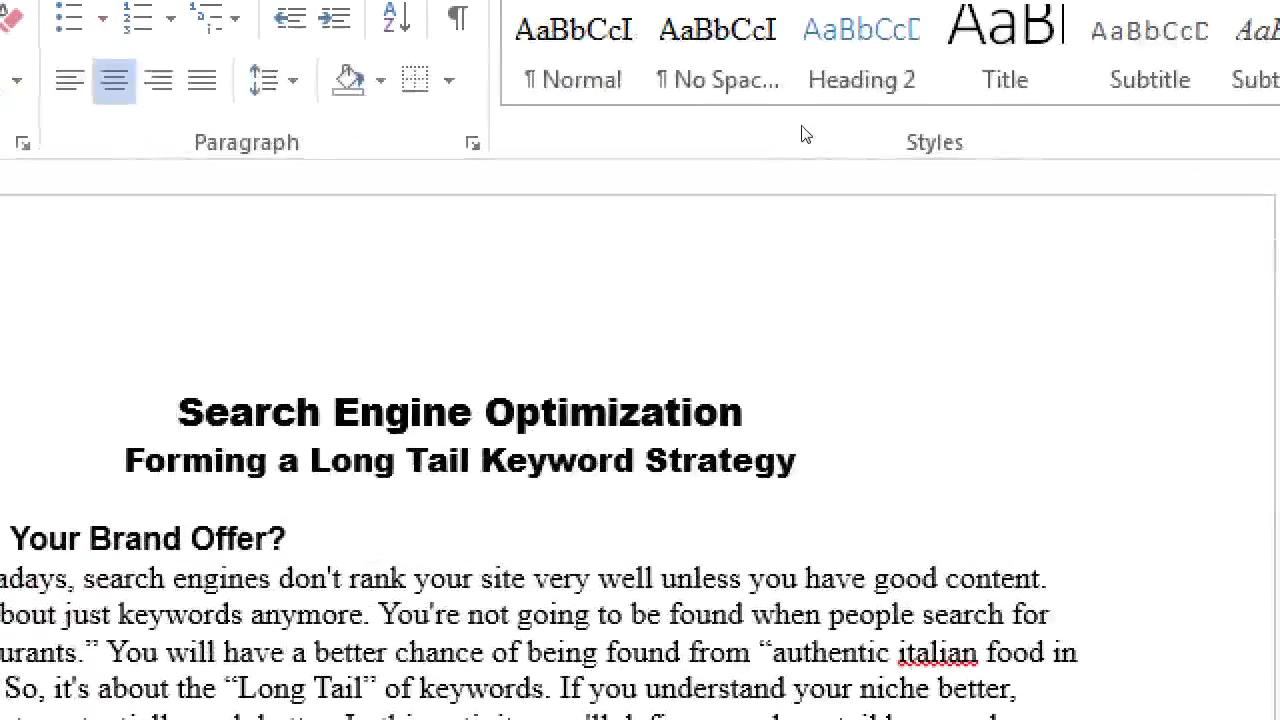 AaBbCcI AaBbCcI AaBbCcD AaB AaBbCcD Aa
¶ Normal ¶ No Spac... Heading 2 Title Subtitle Subt
Paragraph Styles
Search Engine Optimization
Forming a Long Tail Keyword Strategy
Your Brand Offer?
adays, search engines don't rank your site very well unless you have good content.
bout just keywords anymore. You're not going to be found when people search for
urants.” You will have a better chance of being found from “authentic italian food in
So, it's about the “Long Tail” of keywords. If you understand your niche better,